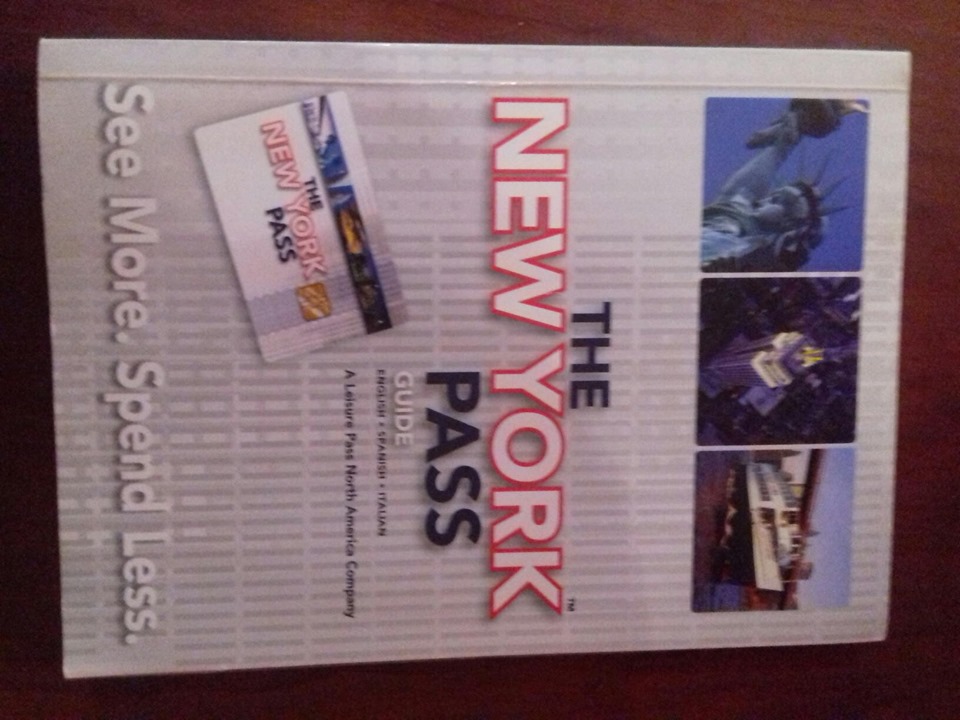 THE
NEW YORK™
PASS
GUIDE
ENGLISH • SPANISH • ITALIAN
A Leisure Pass North America Company
THE
NEW YORK
PASS
See More. Spend Less.